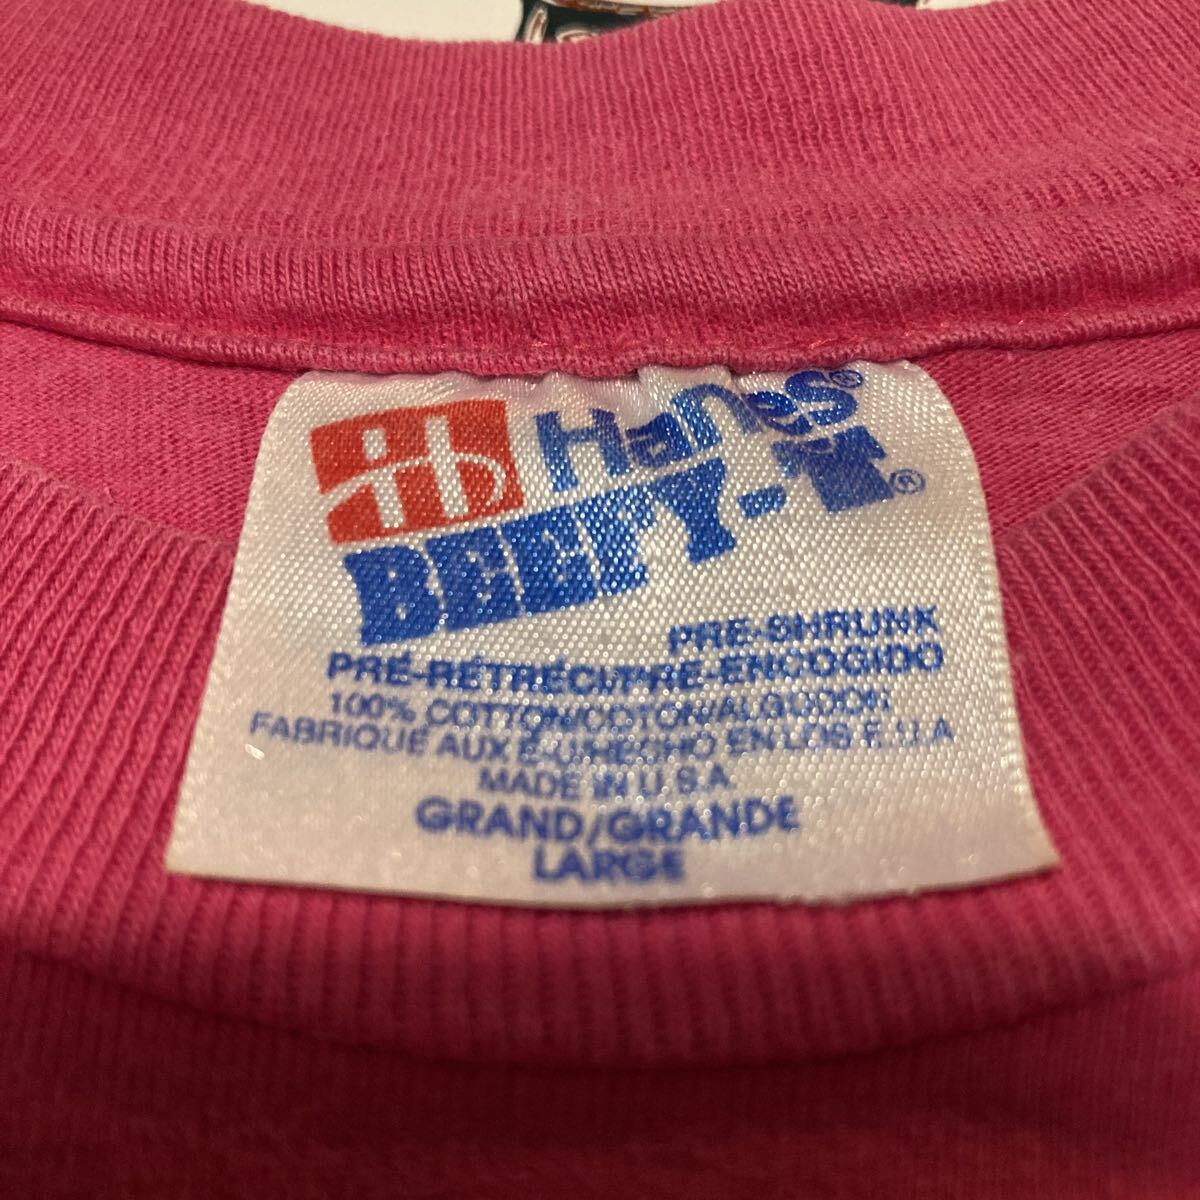 Hanes®
BEEFY-T®
PRE-SHRUNK
PRÉ-RÉTRÉCI/PRE-ENCOGIDO
100% COTTON/COTON/ALGODON
FABRIQUÉ AUX É-U/HECHO EN LOS E.U.A
MADE IN U.S.A.
GRAND/GRANDE
LARGE